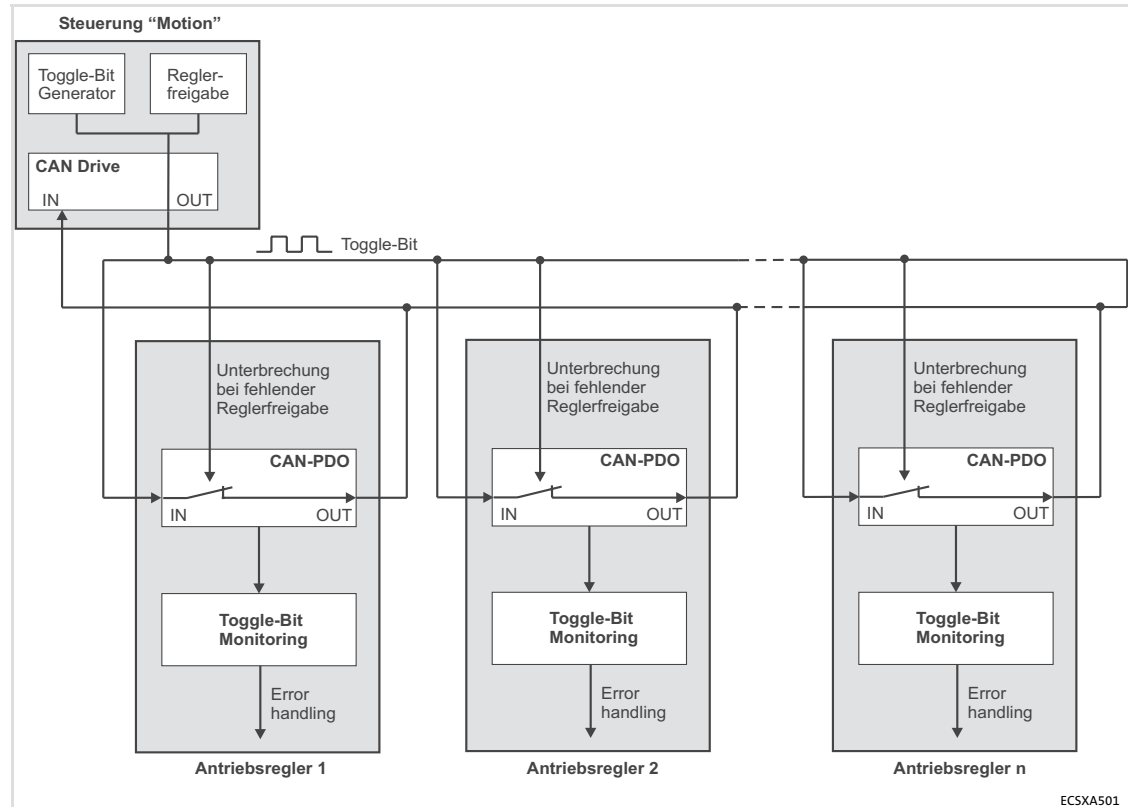 Steuerung “Motion”
Toggle-Bit
Generator
Regler-
freigabe
CAN Drive
IN
OUT
Toggle-Bit
Unterbrechung
bei fehlender
Reglerfreigabe
CAN-PDO
IN
OUT
Toggle-Bit
Monitoring
Error
handling
Antriebsregler 1
Unterbrechung
bei fehlender
Reglerfreigabe
CAN-PDO
IN
OUT
Toggle-Bit
Monitoring
Error
handling
Antriebsregler 2
Unterbrechung
bei fehlender
Reglerfreigabe
CAN-PDO
IN
OUT
Toggle-Bit
Monitoring
Error
handling
Antriebsregler n
ECSXA501